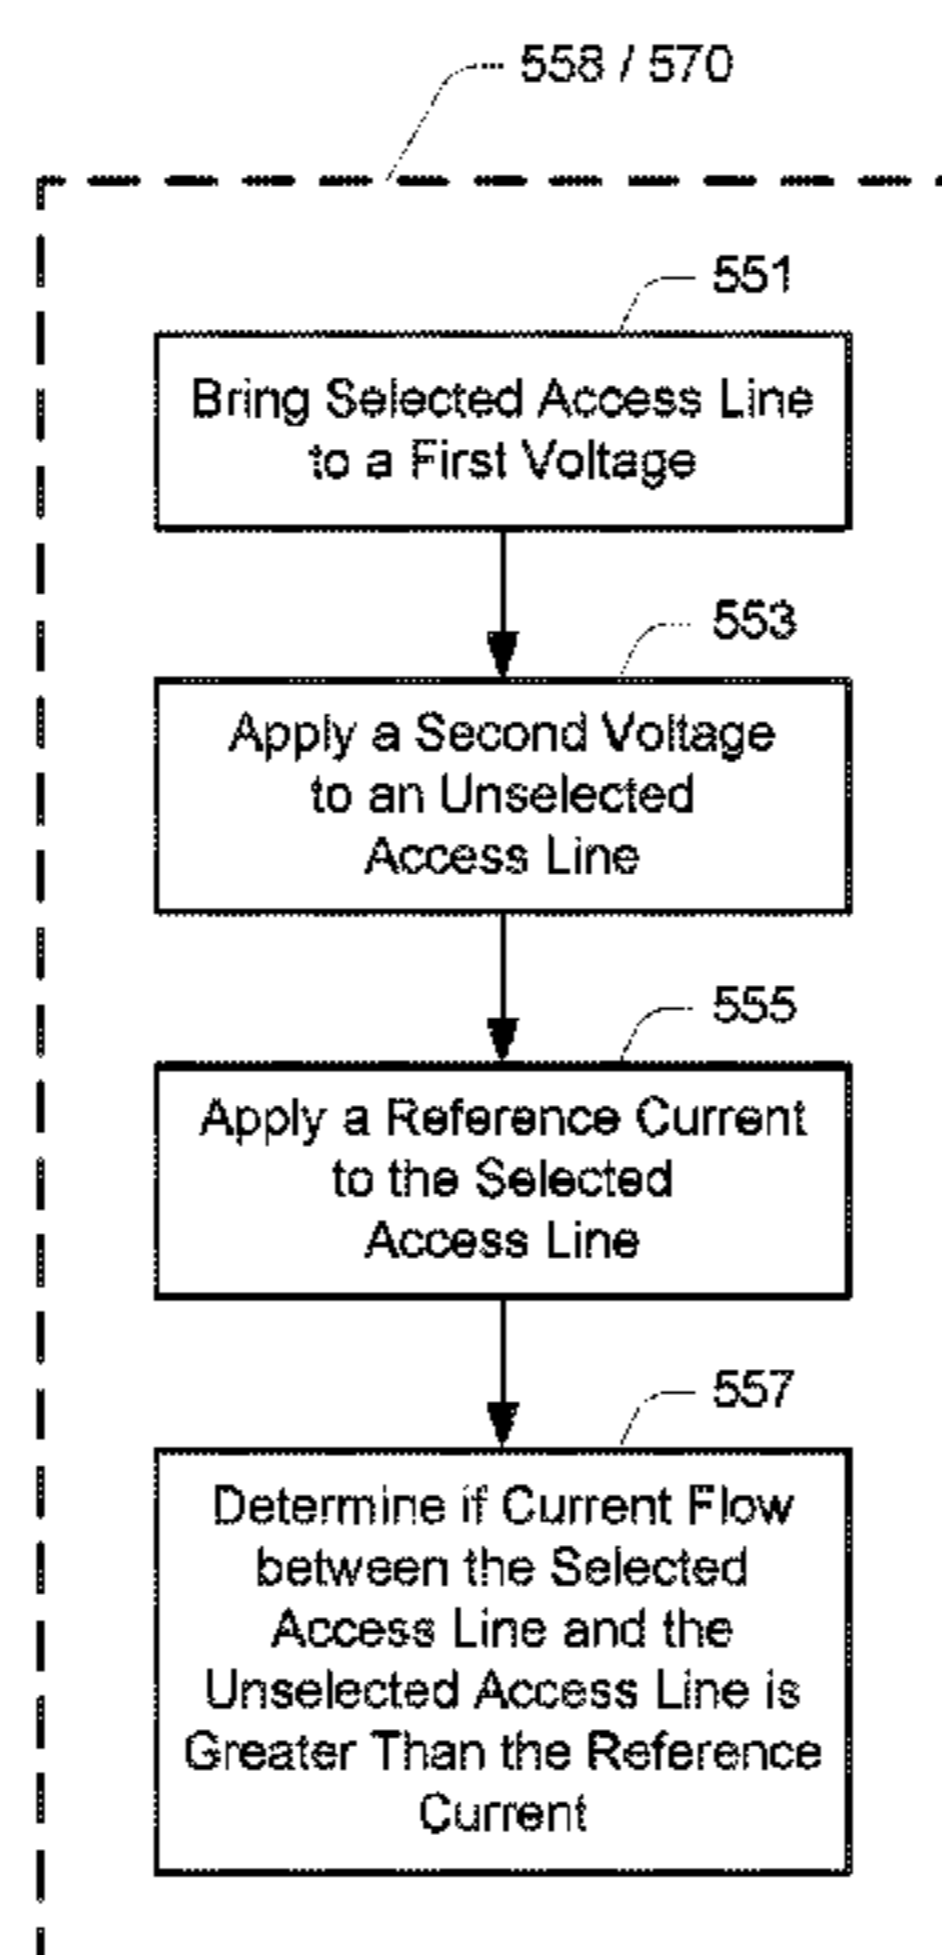 558 / 570
551
Bring Selected Access Line
to a First Voltage
553
Apply a Second Voltage
to an Unselected
Access Line
555
Apply a Reference Current
to the Selected
Access Line
557
Determine if Current Flow
between the Selected
Access Line and the
Unselected Access Line is
Greater Than the Reference
Current